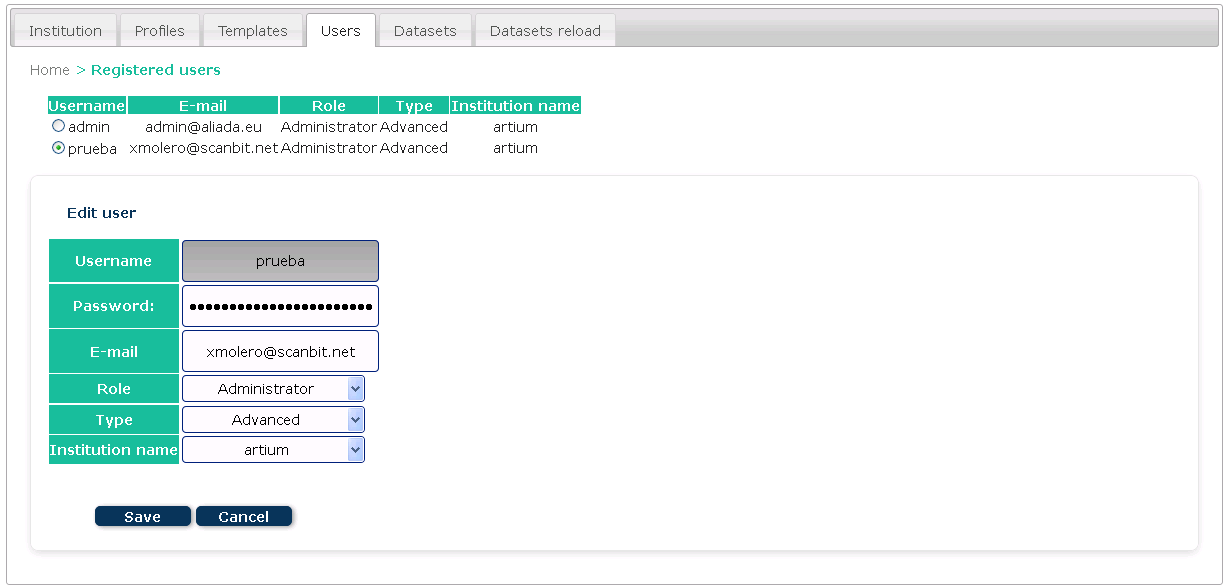 Institution Profiles Templates Users Datasets Datasets reload
Home > Registered users
Username E-mail Role Type Institution name
admin admin@aliada.eu Administrator Advanced artium
prueba xmolero@scanbit.net Administrator Advanced artium
Edit user
Username prueba
Password: •••••••••••••••••••••••
E-mail xmolero@scanbit.net
Role Administrator
Type Advanced
Institution name artium
Save Cancel